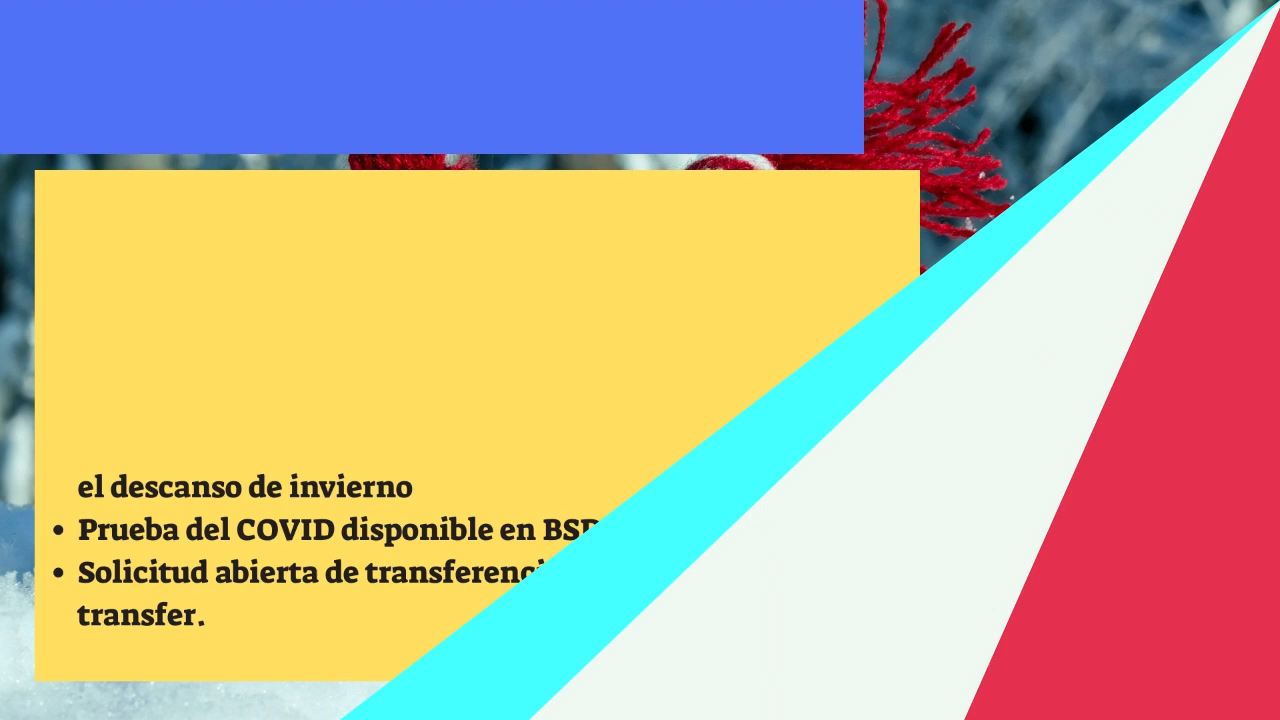 el descanso de invierno
• Prueba del COVID disponible en
• Solicitud abierta de
transfer.